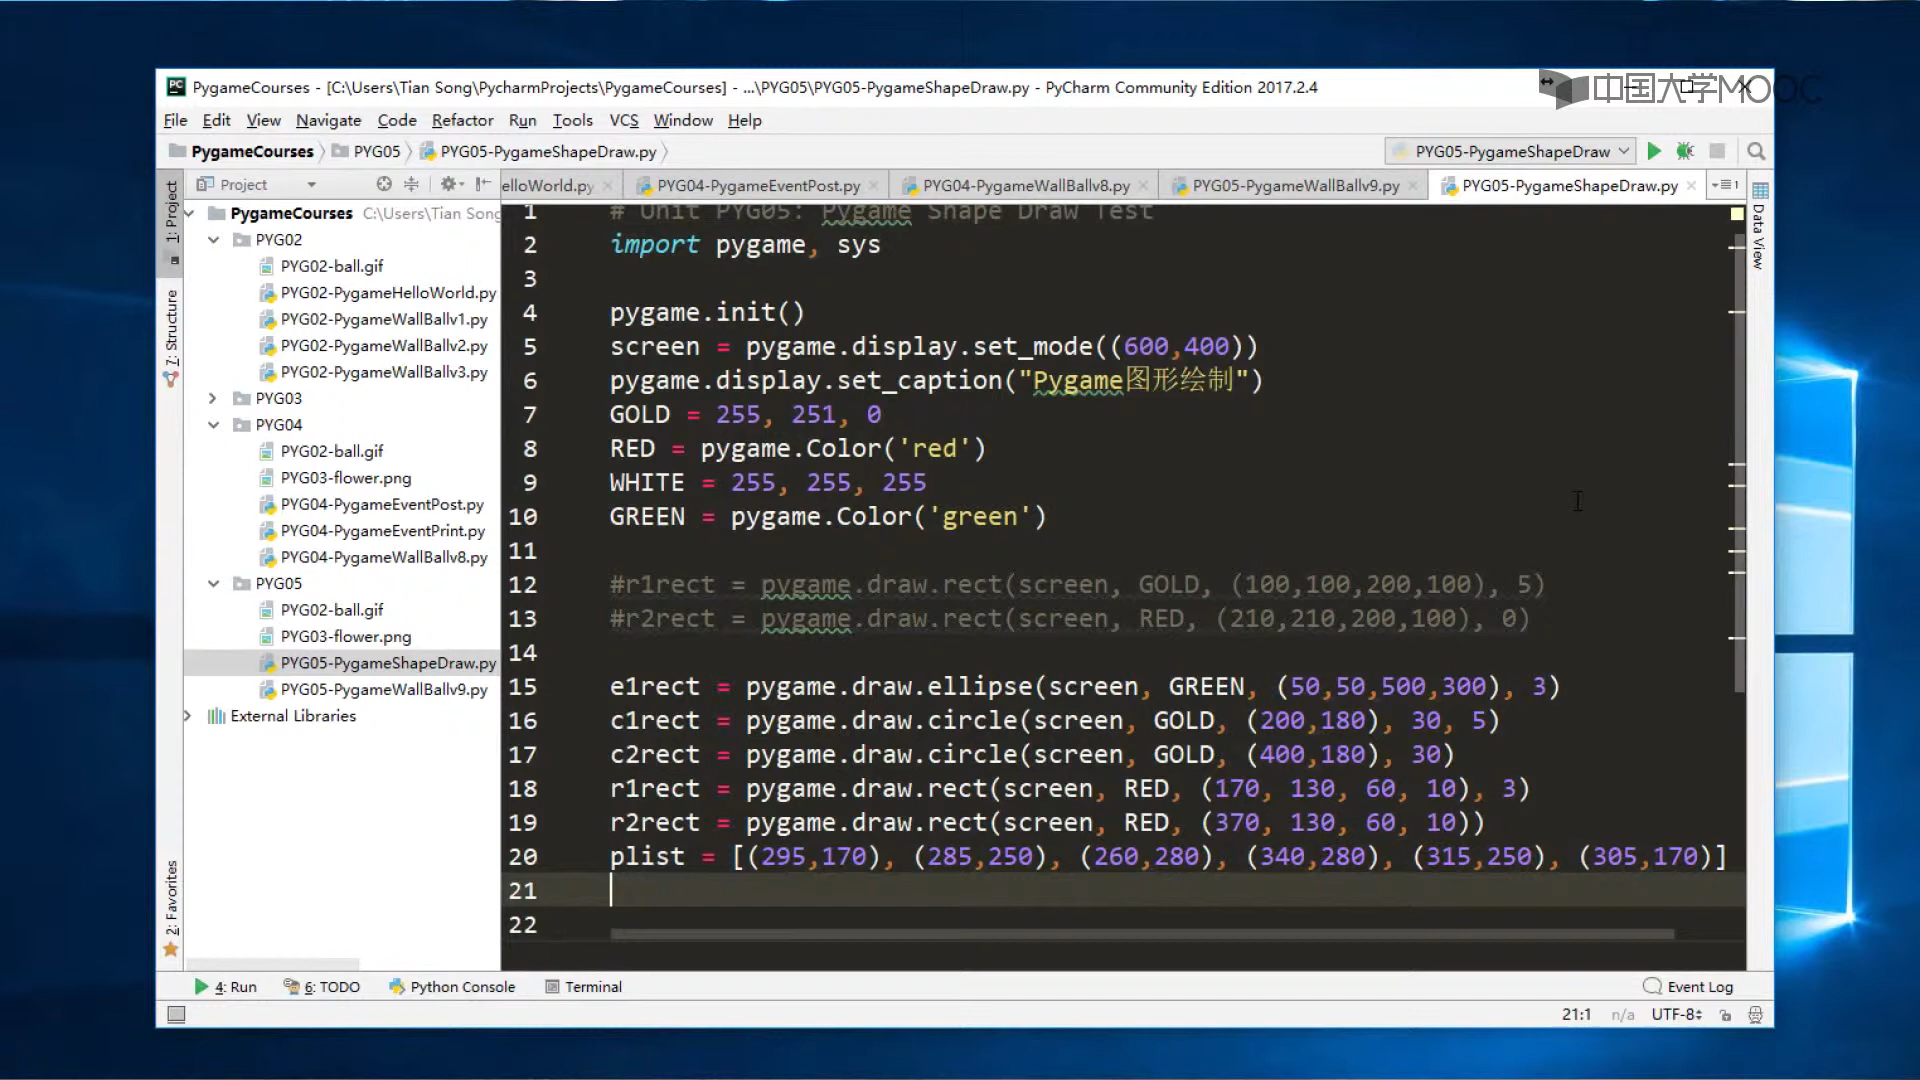 PygameCourses - [C:\Users\Tian Song\PycharmProjects\PygameCourses] - ...\PYG05\PYG05-PygameShapeDraw.py - PyCharm Community Edition 2017.2.4
中国大学MOOC
File Edit View Navigate Code Refactor Run Tools VCS Window Help
PygameCourses PYG05 PYG05-PygameShapeDraw.py PYG05-PygameShapeDraw
Project elloWorld.py PYG04-PygameEventPost.py PYG04-PygameWallBallv8.py PYG05-PygameWallBallv9.py PYG05-PygameShapeDraw.py
1: Project
7: Structure
2: Favorites
Data View
PygameCourses C:\Users\Tian Song
PYG02
PYG02-ball.gif
PYG02-PygameHelloWorld.py
PYG02-PygameWallBallv1.py
PYG02-PygameWallBallv2.py
PYG02-PygameWallBallv3.py
PYG03
PYG04
PYG02-ball.gif
PYG03-flower.png
PYG04-PygameEventPost.py
PYG04-PygameEventPrint.py
PYG04-PygameWallBallv8.py
PYG05
PYG02-ball.gif
PYG03-flower.png
PYG05-PygameShapeDraw.py
PYG05-PygameWallBallv9.py
External Libraries
1 # Unit PYG05: Pygame Shape Draw Test
2 import pygame, sys
3
4 pygame.init()
5 screen = pygame.display.set_mode((600,400))
6 pygame.display.set_caption("Pygame图形绘制")
7 GOLD = 255, 251, 0
8 RED = pygame.Color('red')
9 WHITE = 255, 255, 255
10 GREEN = pygame.Color('green')
11
12 #r1rect = pygame.draw.rect(screen, GOLD, (100,100,200,100), 5)
13 #r2rect = pygame.draw.rect(screen, RED, (210,210,200,100), 0)
14
15 e1rect = pygame.draw.ellipse(screen, GREEN, (50,50,500,300), 3)
16 c1rect = pygame.draw.circle(screen, GOLD, (200,180), 30, 5)
17 c2rect = pygame.draw.circle(screen, GOLD, (400,180), 30)
18 r1rect = pygame.draw.rect(screen, RED, (170, 130, 60, 10), 3)
19 r2rect = pygame.draw.rect(screen, RED, (370, 130, 60, 10))
20 plist = [(295,170), (285,250), (260,280), (340,280), (315,250), (305,170)]
21
22
4: Run 6: TODO Python Console Terminal Event Log
21:1 n/a UTF-8